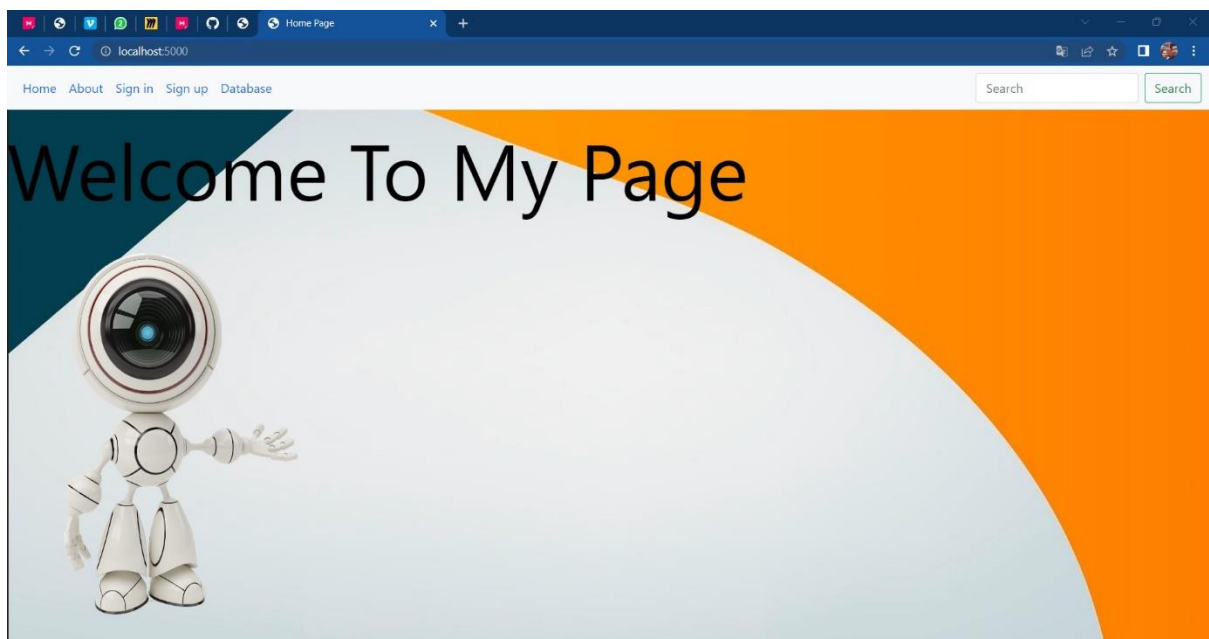 Home Page
localhost:5000
Home About Sign in Sign up Database Search Search
Welcome To My Page